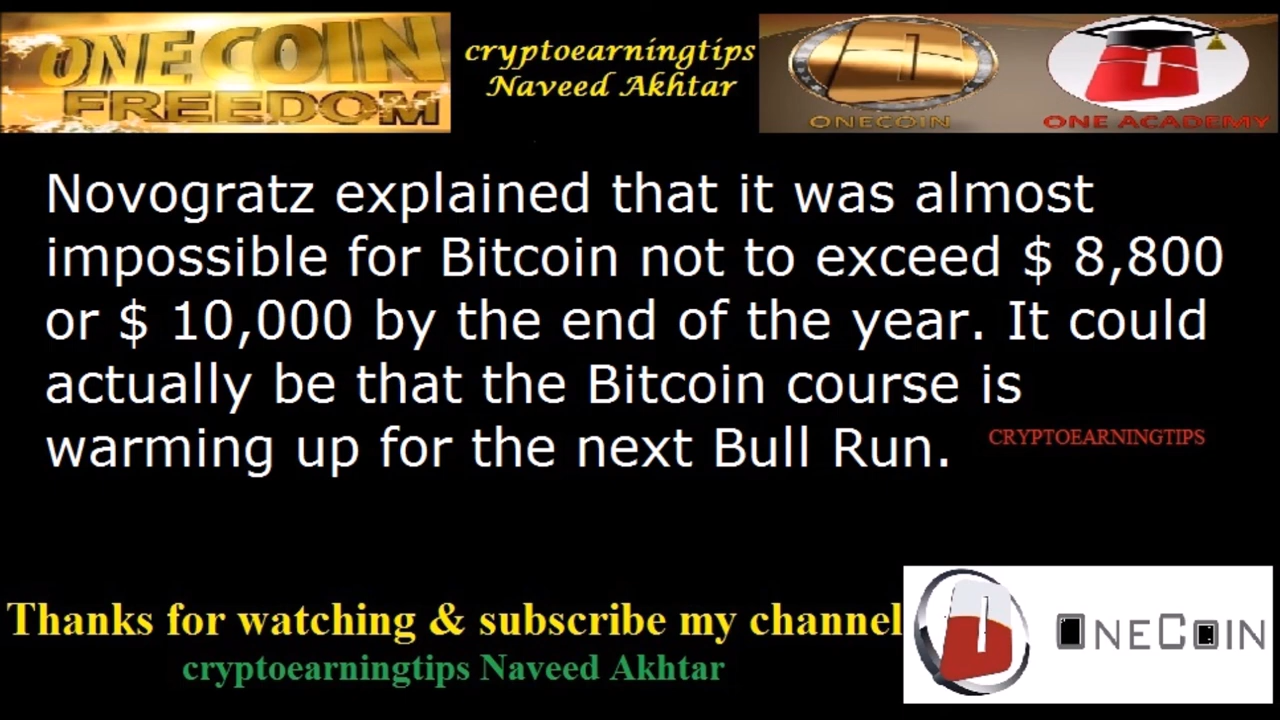 ONE COIN
FREEDOM
cryptoearningtips
Naveed Akhtar
ONECOIN
ONE ACADEMY
Novogratz explained that it was almost
impossible for Bitcoin not to exceed $ 8,800
or $ 10,000 by the end of the year. It could
actually be that the Bitcoin course is
warming up for the next Bull Run.
CRYPTOEARNINGTIPS
Thanks for watching & subscribe my channel
cryptoearningtips Naveed Akhtar
ONECOIN